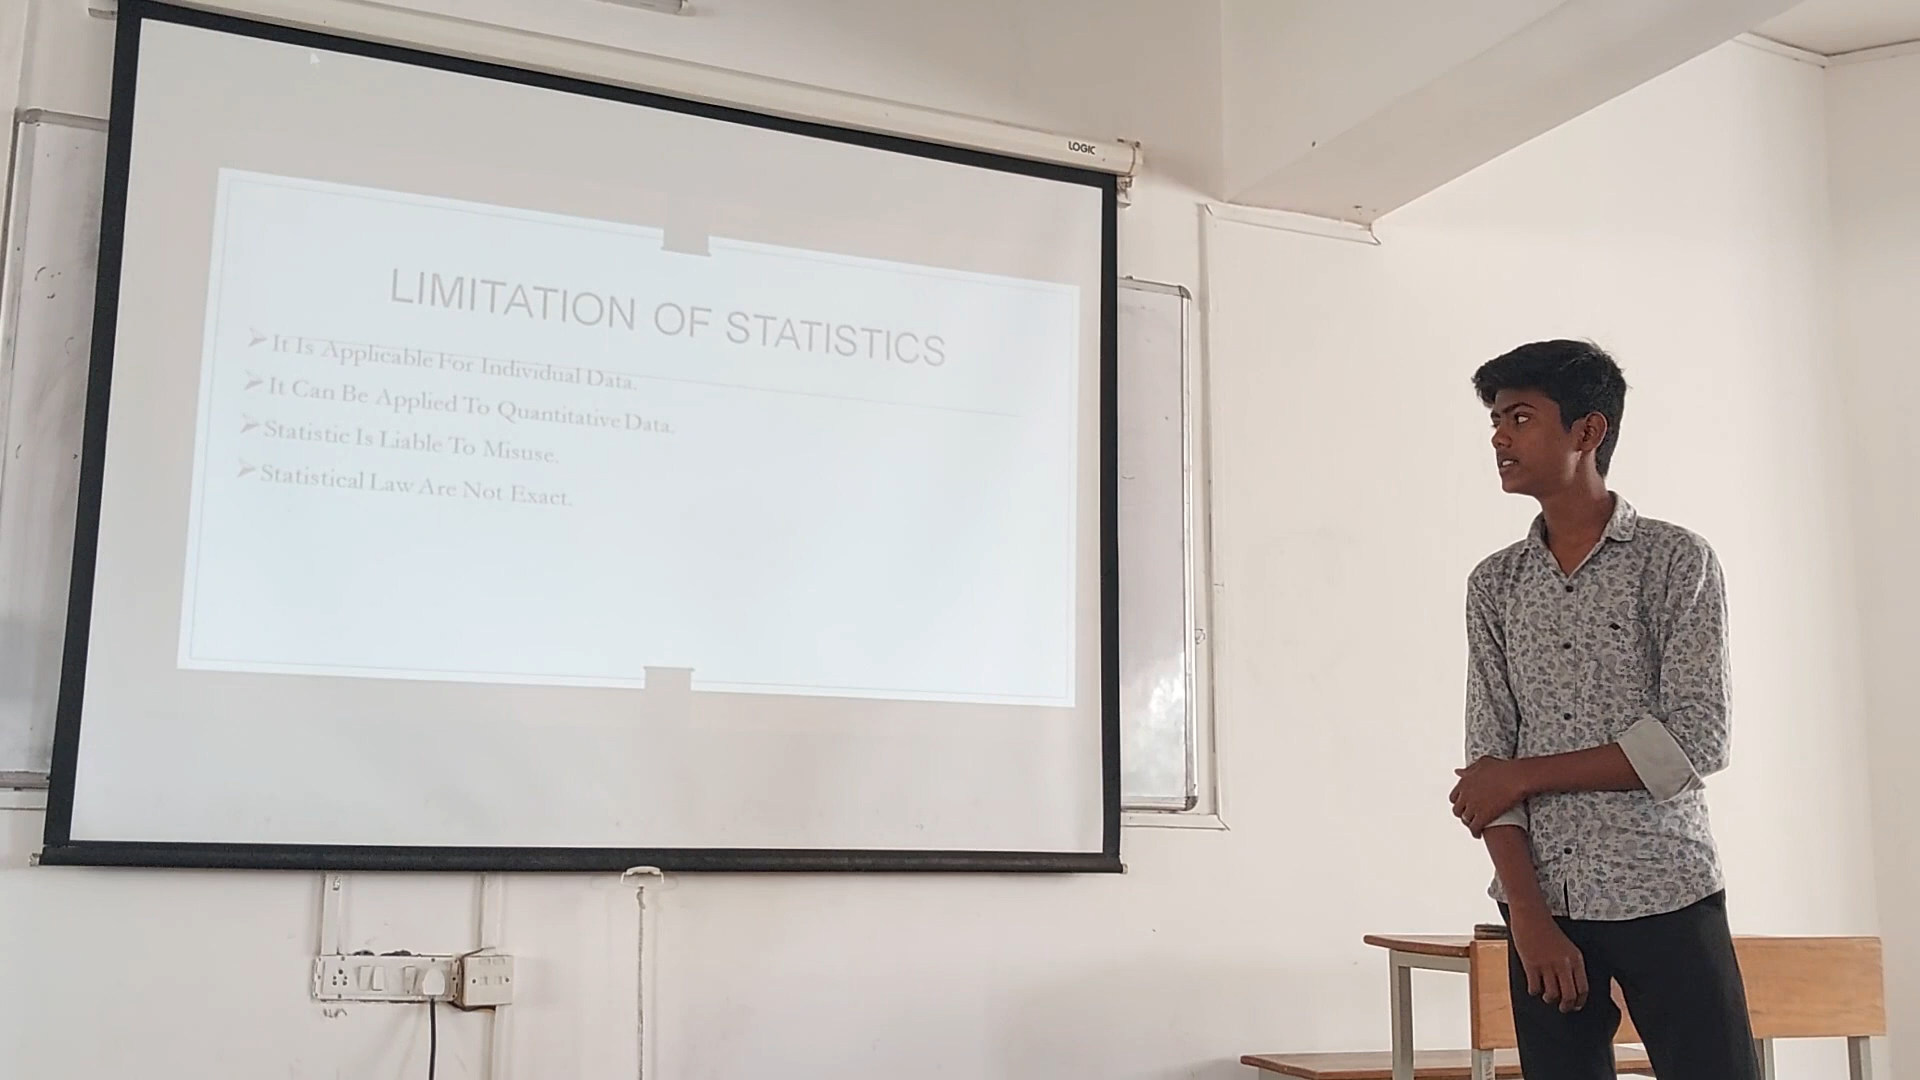 LOGIC
LIMITATION OF STATISTICS
➢It Is Applicable For Individual Data.
➢It Can Be Applied To Quantitative Data.
➢Statistic Is Liable To Misuse.
➢Statistical Law Are Not Exact.